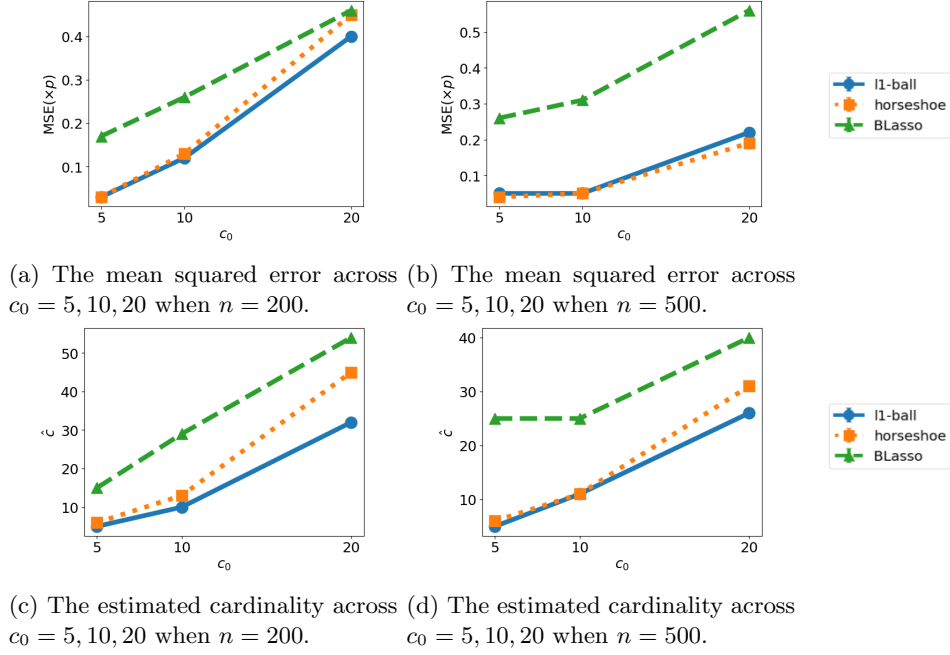 0.4
0.3
0.2
0.1
MSE(×p)
5
10
20
c₀
0.5
0.4
0.3
0.2
0.1
MSE(×p)
5
10
20
c₀
l1-ball
horseshoe
BLasso
(a) The mean squared error across
c₀ = 5, 10, 20 when n = 200.
(b) The mean squared error across
c₀ = 5, 10, 20 when n = 500.
50
40
30
20
10
ĉ
5
10
20
c₀
40
30
20
10
ĉ
5
10
20
c₀
l1-ball
horseshoe
BLasso
(c) The estimated cardinality across
c₀ = 5, 10, 20 when n = 200.
(d) The estimated cardinality across
c₀ = 5, 10, 20 when n = 500.